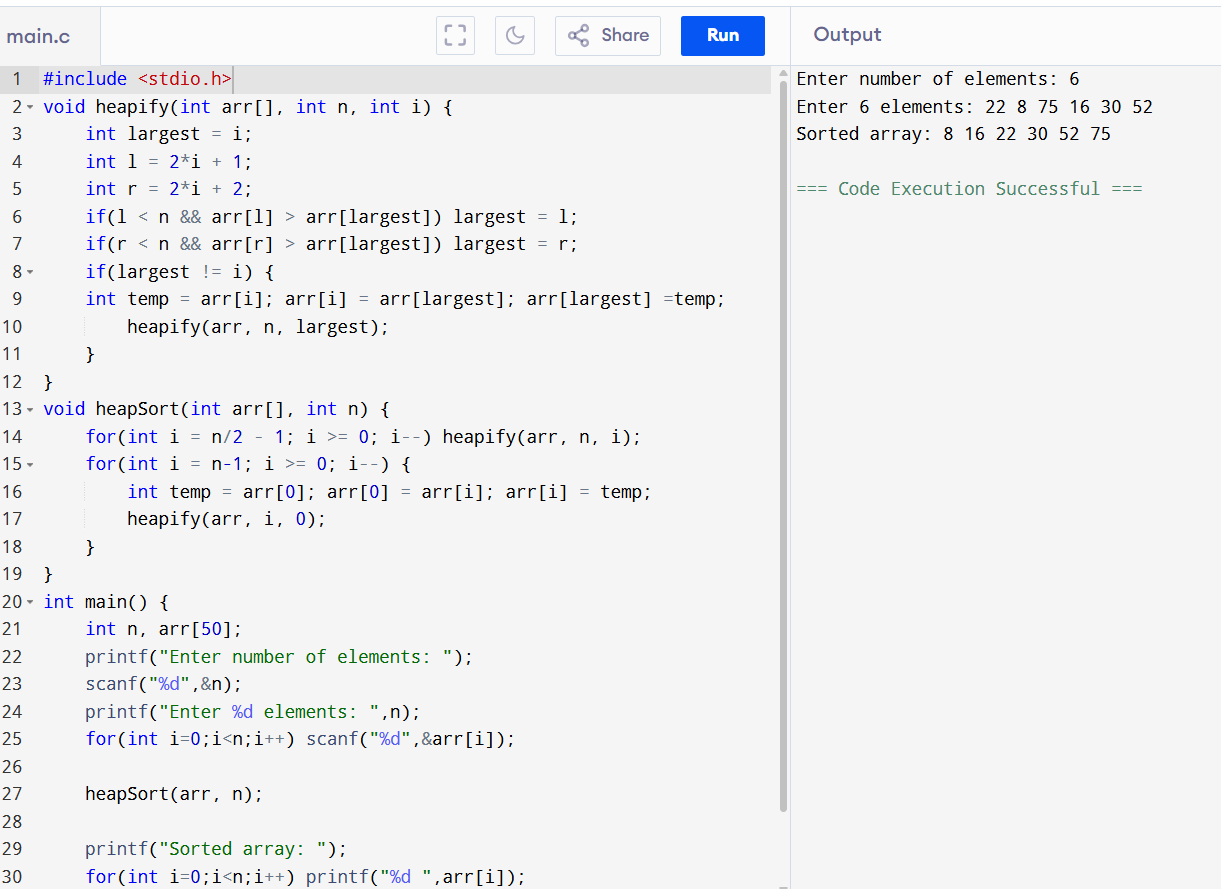 main.c
Share
Run
Output
1 #include <stdio.h>
2 void heapify(int arr[], int n, int i) {
3     int largest = i;
4     int l = 2*i + 1;
5     int r = 2*i + 2;
6     if(l < n && arr[l] > arr[largest]) largest = l;
7     if(r < n && arr[r] > arr[largest]) largest = r;
8     if(largest != i) {
9     int temp = arr[i]; arr[i] = arr[largest]; arr[largest] =temp;
10         heapify(arr, n, largest);
11     }
12 }
13 void heapSort(int arr[], int n) {
14     for(int i = n/2 - 1; i >= 0; i--) heapify(arr, n, i);
15     for(int i = n-1; i >= 0; i--) {
16         int temp = arr[0]; arr[0] = arr[i]; arr[i] = temp;
17         heapify(arr, i, 0);
18     }
19 }
20 int main() {
21     int n, arr[50];
22     printf("Enter number of elements: ");
23     scanf("%d",&n);
24     printf("Enter %d elements: ",n);
25     for(int i=0;i<n;i++) scanf("%d",&arr[i]);
26
27     heapSort(arr, n);
28
29     printf("Sorted array: ");
30     for(int i=0;i<n;i++) printf("%d ",arr[i]);
Enter number of elements: 6
Enter 6 elements: 22 8 75 16 30 52
Sorted array: 8 16 22 30 52 75
=== Code Execution Successful ===